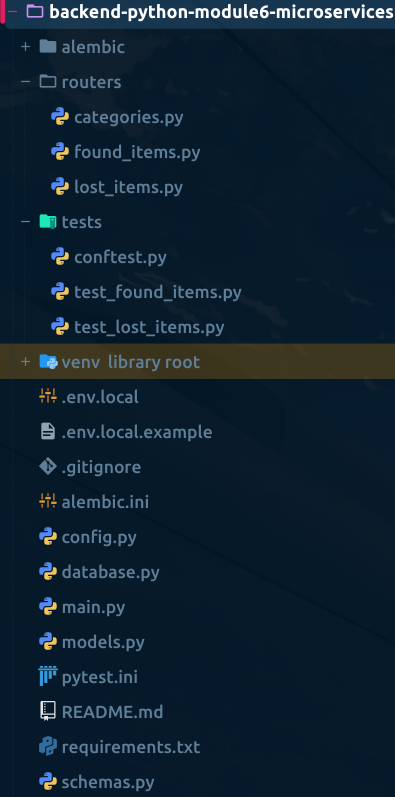 backend-python-module6-microservices
alembic
routers
categories.py
found_items.py
lost_items.py
tests
conftest.py
test_found_items.py
test_lost_items.py
venv library root
.env.local
.env.local.example
.gitignore
alembic.ini
config.py
database.py
main.py
models.py
pytest.ini
README.md
requirements.txt
schemas.py